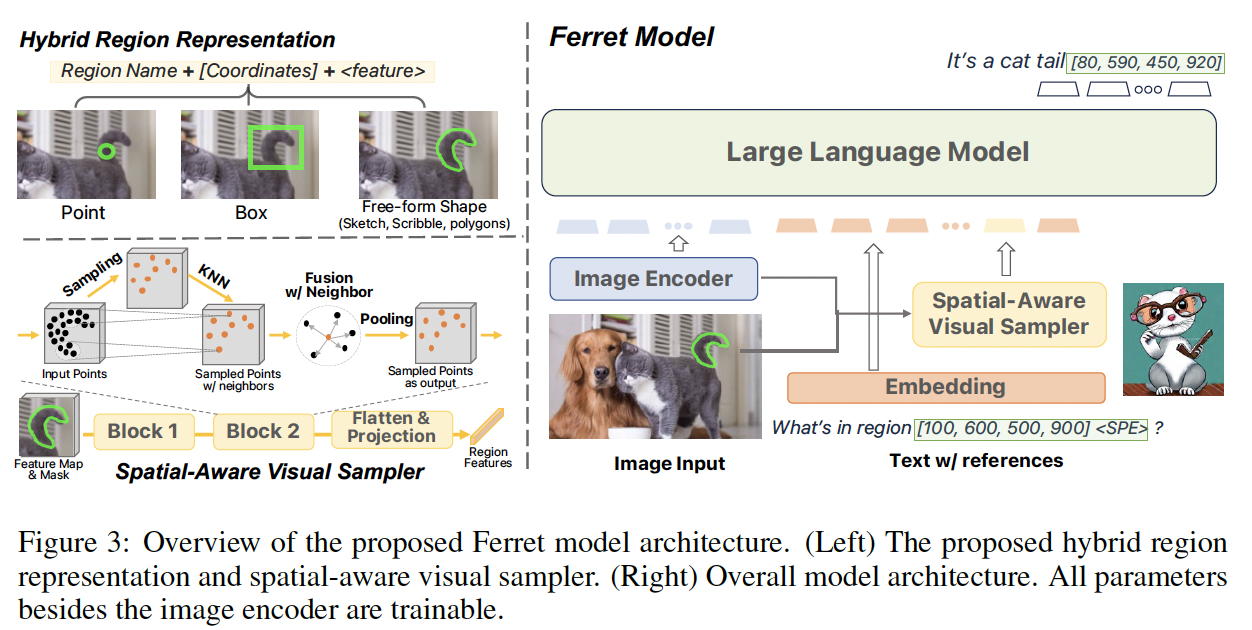 Hybrid Region Representation
Region Name + [Coordinates] + <feature>
Point
Box
Free-form Shape
(Sketch, Scribble, polygons)
Sampling
KNN
Fusion
w/ Neighbor
Pooling
Input Points
Sampled Points
w/ neighbors
Sampled Points
as output
Feature Map
& Mask
Block 1
Block 2
Flatten &
Projection
Region
Features
Spatial-Aware Visual Sampler
Ferret Model
It's a cat tail [80, 590, 450, 920]
Large Language Model
Image Encoder
Spatial-Aware
Visual Sampler
Embedding
What's in region [100, 600, 500, 900] <SPE> ?
Image Input
Text w/ references
Figure 3: Overview of the proposed Ferret model architecture. (Left) The proposed hybrid region
representation and spatial-aware visual sampler. (Right) Overall model architecture. All parameters
besides the image encoder are trainable.